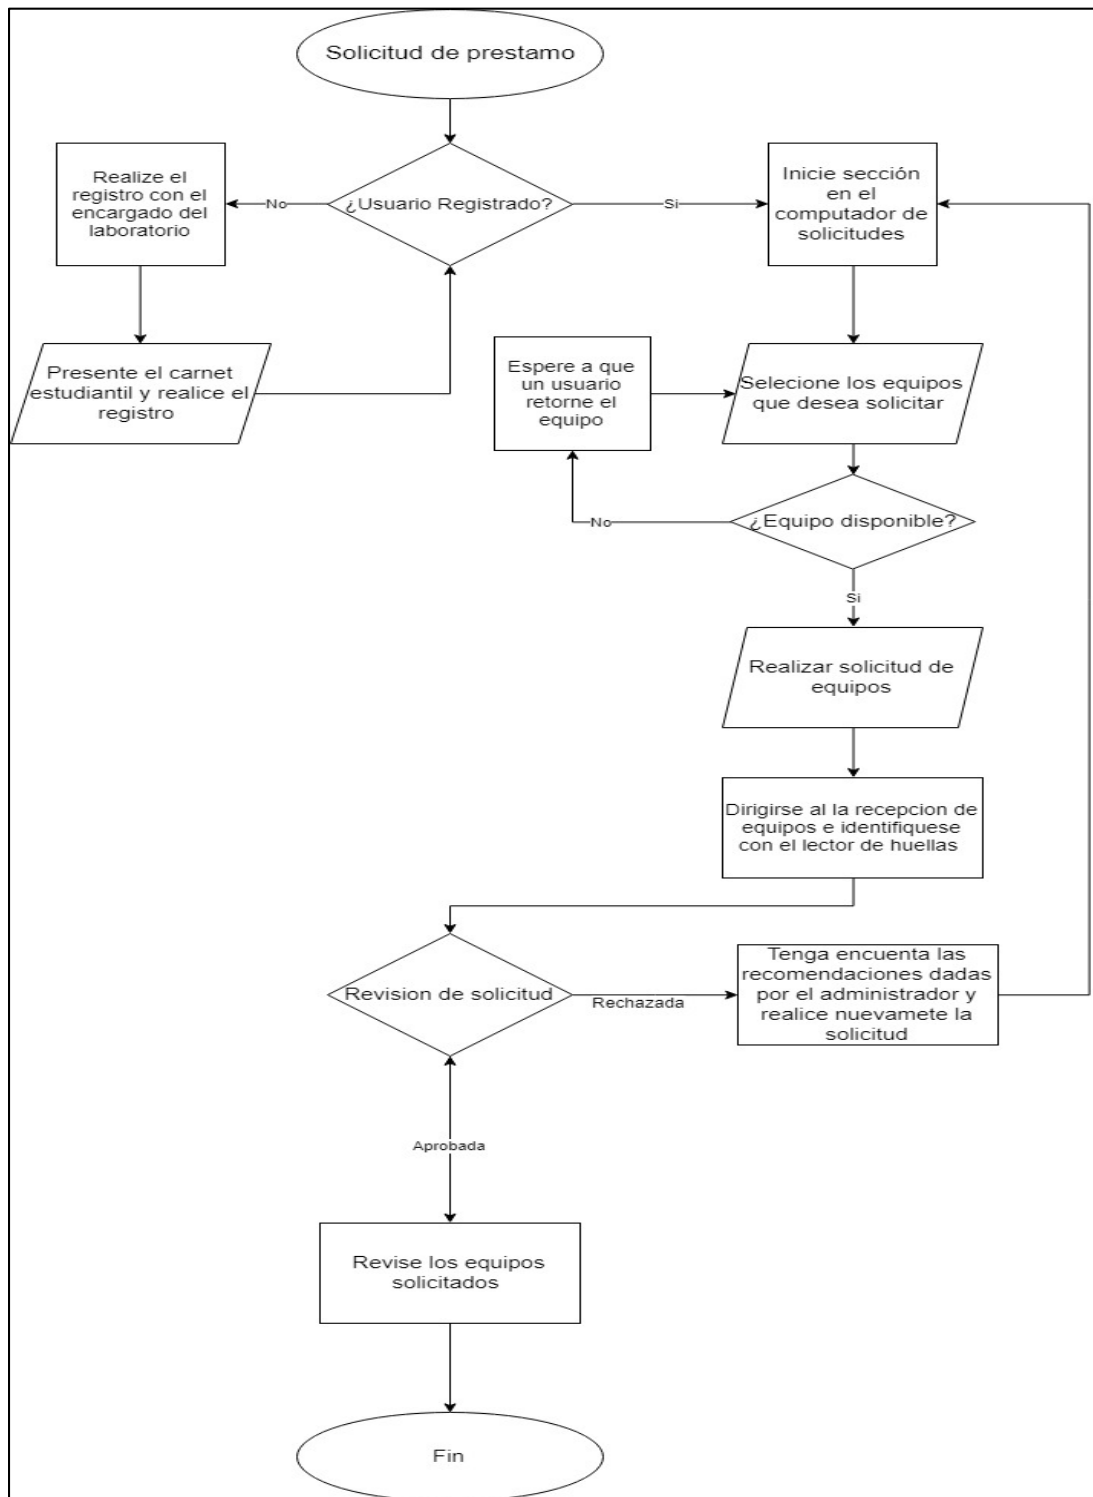 Solicitud de prestamo
Realize el
registro con el
encargado del
laboratorio
No
¿Usuario Registrado?
Si
Inicie sección
en el
computador de
solicitudes
Presente el carnet
estudiantil y realice el
registro
Espere a que
un usuario
retorne el
equipo
Selecione los equipos
que desea solicitar
No
¿Equipo disponible?
Si
Realizar solicitud de
equipos
Dirigirse al la recepcion de
equipos e identifiquese
con el lector de huellas
Revision de solicitud
Rechazada
Tenga encuenta las
recomendaciones dadas
por el administrador y
realice nuevamete la
solicitud
Aprobada
Revise los equipos
solicitados
Fin